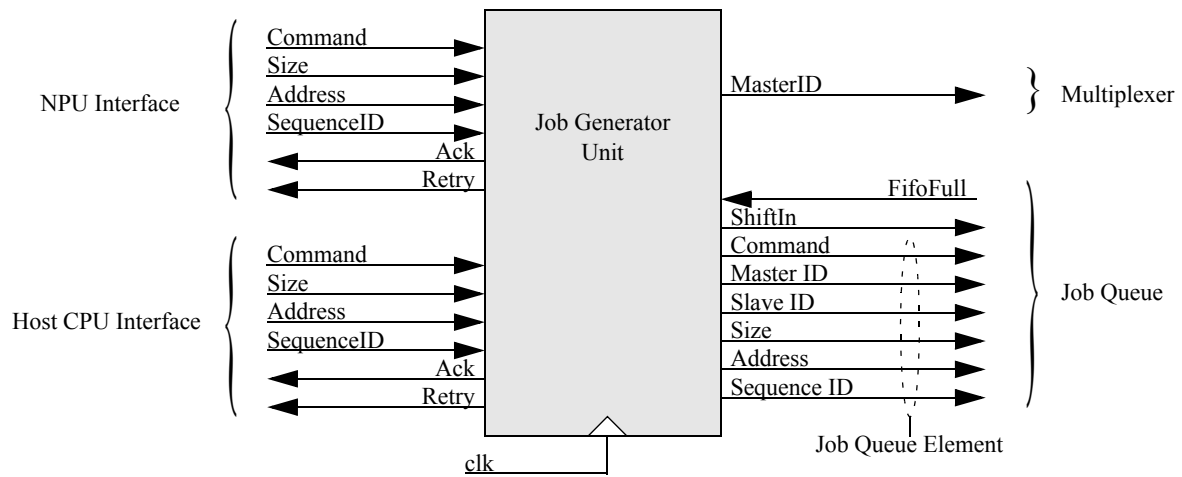 NPU Interface
Command
Size
Address
SequenceID
Ack
Retry
Host CPU Interface
Command
Size
Address
SequenceID
Ack
Retry
clk
Job Generator
Unit
MasterID
Multiplexer
FifoFull
ShiftIn
Command
Master ID
Slave ID
Size
Address
Sequence ID
Job Queue
Job Queue Element